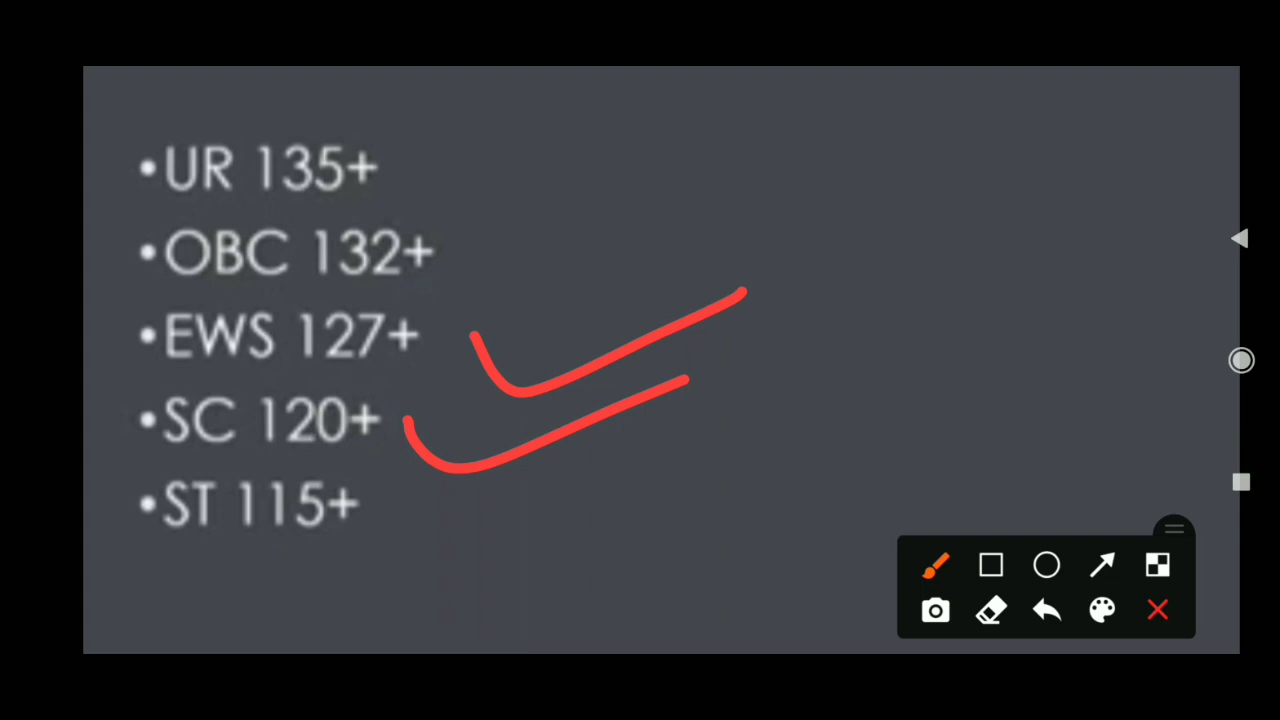 •UR 135+
•OBC 132+
•EWS 127+
•SC 120+
•ST 115+